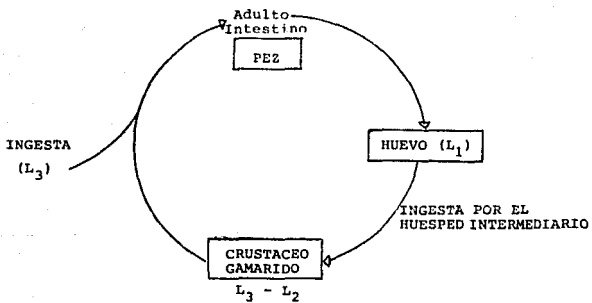 Adulto
Intestino
PEZ
HUEVO (L1)
INGESTA POR EL
HUESPED INTERMEDIARIO
CRUSTACEO
GAMARIDO
L3 - L2
INGESTA
(L3)